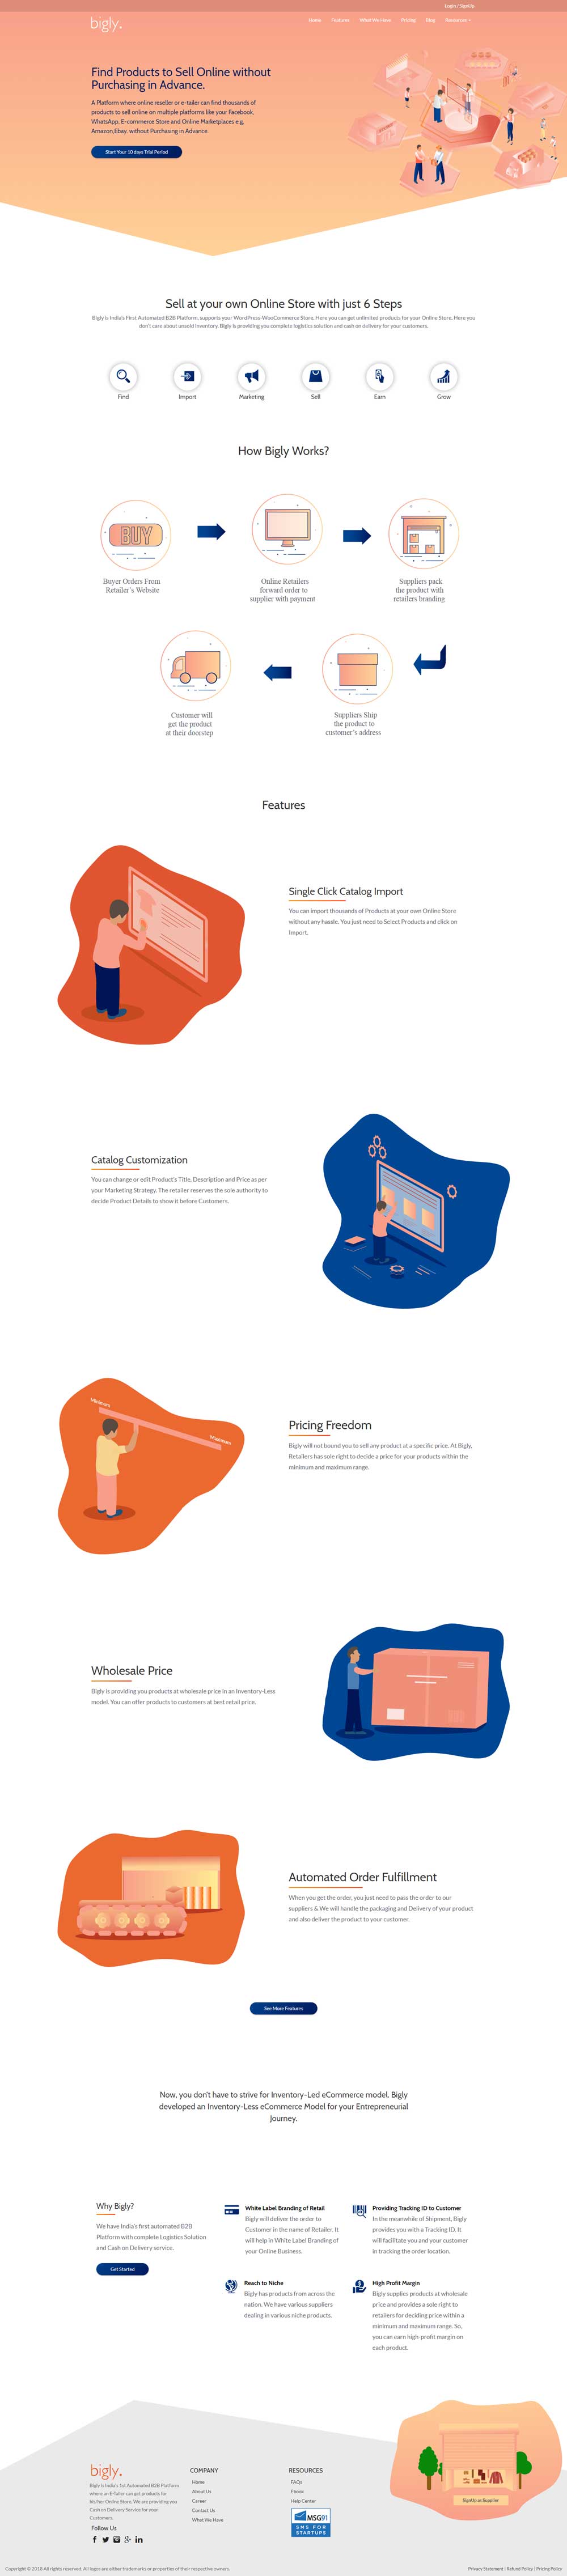 Login / SignUp
bigly.
Home Features What We Have Pricing Blog Resources
Find Products to Sell Online without
Purchasing in Advance.
A Platform where online reseller or e-tailer can find thousands of
products to sell online on multiple platforms like your Facebook,
WhatsApp, E-commerce Store and Online Marketplaces e.g.
Amazon,Ebay. without Purchasing in Advance.
Start Your 10 days Trial Period
Sell at your own Online Store with just 6 Steps
Bigly is India's First Automated B2B Platform, supports your WordPress-WooCommerce Store. Here you can get unlimited products for your Online Store. Here you
don't care about unsold Inventory. Bigly is providing you complete logistics solution and cash on delivery for your customers.
Find Import Marketing Sell Earn Grow
How Bigly Works?
BUY
Buyer Orders From
Retailer's Website
Online Retailers
forward order to
supplier with payment
Suppliers pack
the product with
retailers branding
Customer will
get the product
at their doorstep
Suppliers Ship
the product to
customer's address
Features
Single Click Catalog Import
You can import thousands of Products at your own Online Store
without any hassle. You just need to Select Products and click on
Import.
Catalog Customization
You can change or edit Product's Title, Description and Price as per
your Marketing Strategy. The retailer reserves the sole authority to
decide Product Details to show it before Customers.
Minimum
Maximum
Pricing Freedom
Bigly will not bound you to sell any product at a specific price. At Bigly,
Retailers has sole right to decide a price for your products within the
minimum and maximum range.
Wholesale Price
Bigly is providing you products at wholesale price in an Inventory-Less
model. You can offer products to customers at best retail price.
Automated Order Fulfillment
When you get the order, you just need to pass the order to our
suppliers & We will handle the packaging and Delivery of your product
and also deliver the product to your customer.
See More Features
Now, you don't have to strive for Inventory-Led eCommerce model. Bigly
developed an Inventory-Less eCommerce Model for your Entrepreneurial
Journey.
Why Bigly?
We have India's first automated B2B
Platform with complete Logistics Solution
and Cash on Delivery service.
Get Started
White Label Branding of Retail
Bigly will deliver the order to
Customer in the name of Retailer. It
will help in White Label Branding of
your Online Business.
Providing Tracking ID to Customer
In the meanwhile of Shipment, Bigly
provides you with a Tracking ID. It
will facilitate you and your customer
in tracking the order location.
Reach to Niche
Bigly has products from across the
nation. We have various suppliers
dealing in various niche products.
High Profit Margin
Bigly supplies products at wholesale
price and provides a sole right to
retailers for deciding price within a
minimum and maximum range. So,
you can earn high-profit margin on
each product.
bigly.
Bigly is India's 1st Automated B2B Platform
where an E-Tailer can get products for
his/her Online Store. We are providing you
Cash on Delivery Service for your
Customers.
Follow Us
COMPANY
Home
About Us
Career
Contact Us
What We Have
RESOURCES
FAQs
Ebook
Help Center
MSG91
SMS FOR
STARTUPS
SignUp as Supplier
Copyright © 2018 All rights reserved. All logos are either trademarks or properties of their respective owners.
Privacy Statement | Refund Policy | Pricing Policy